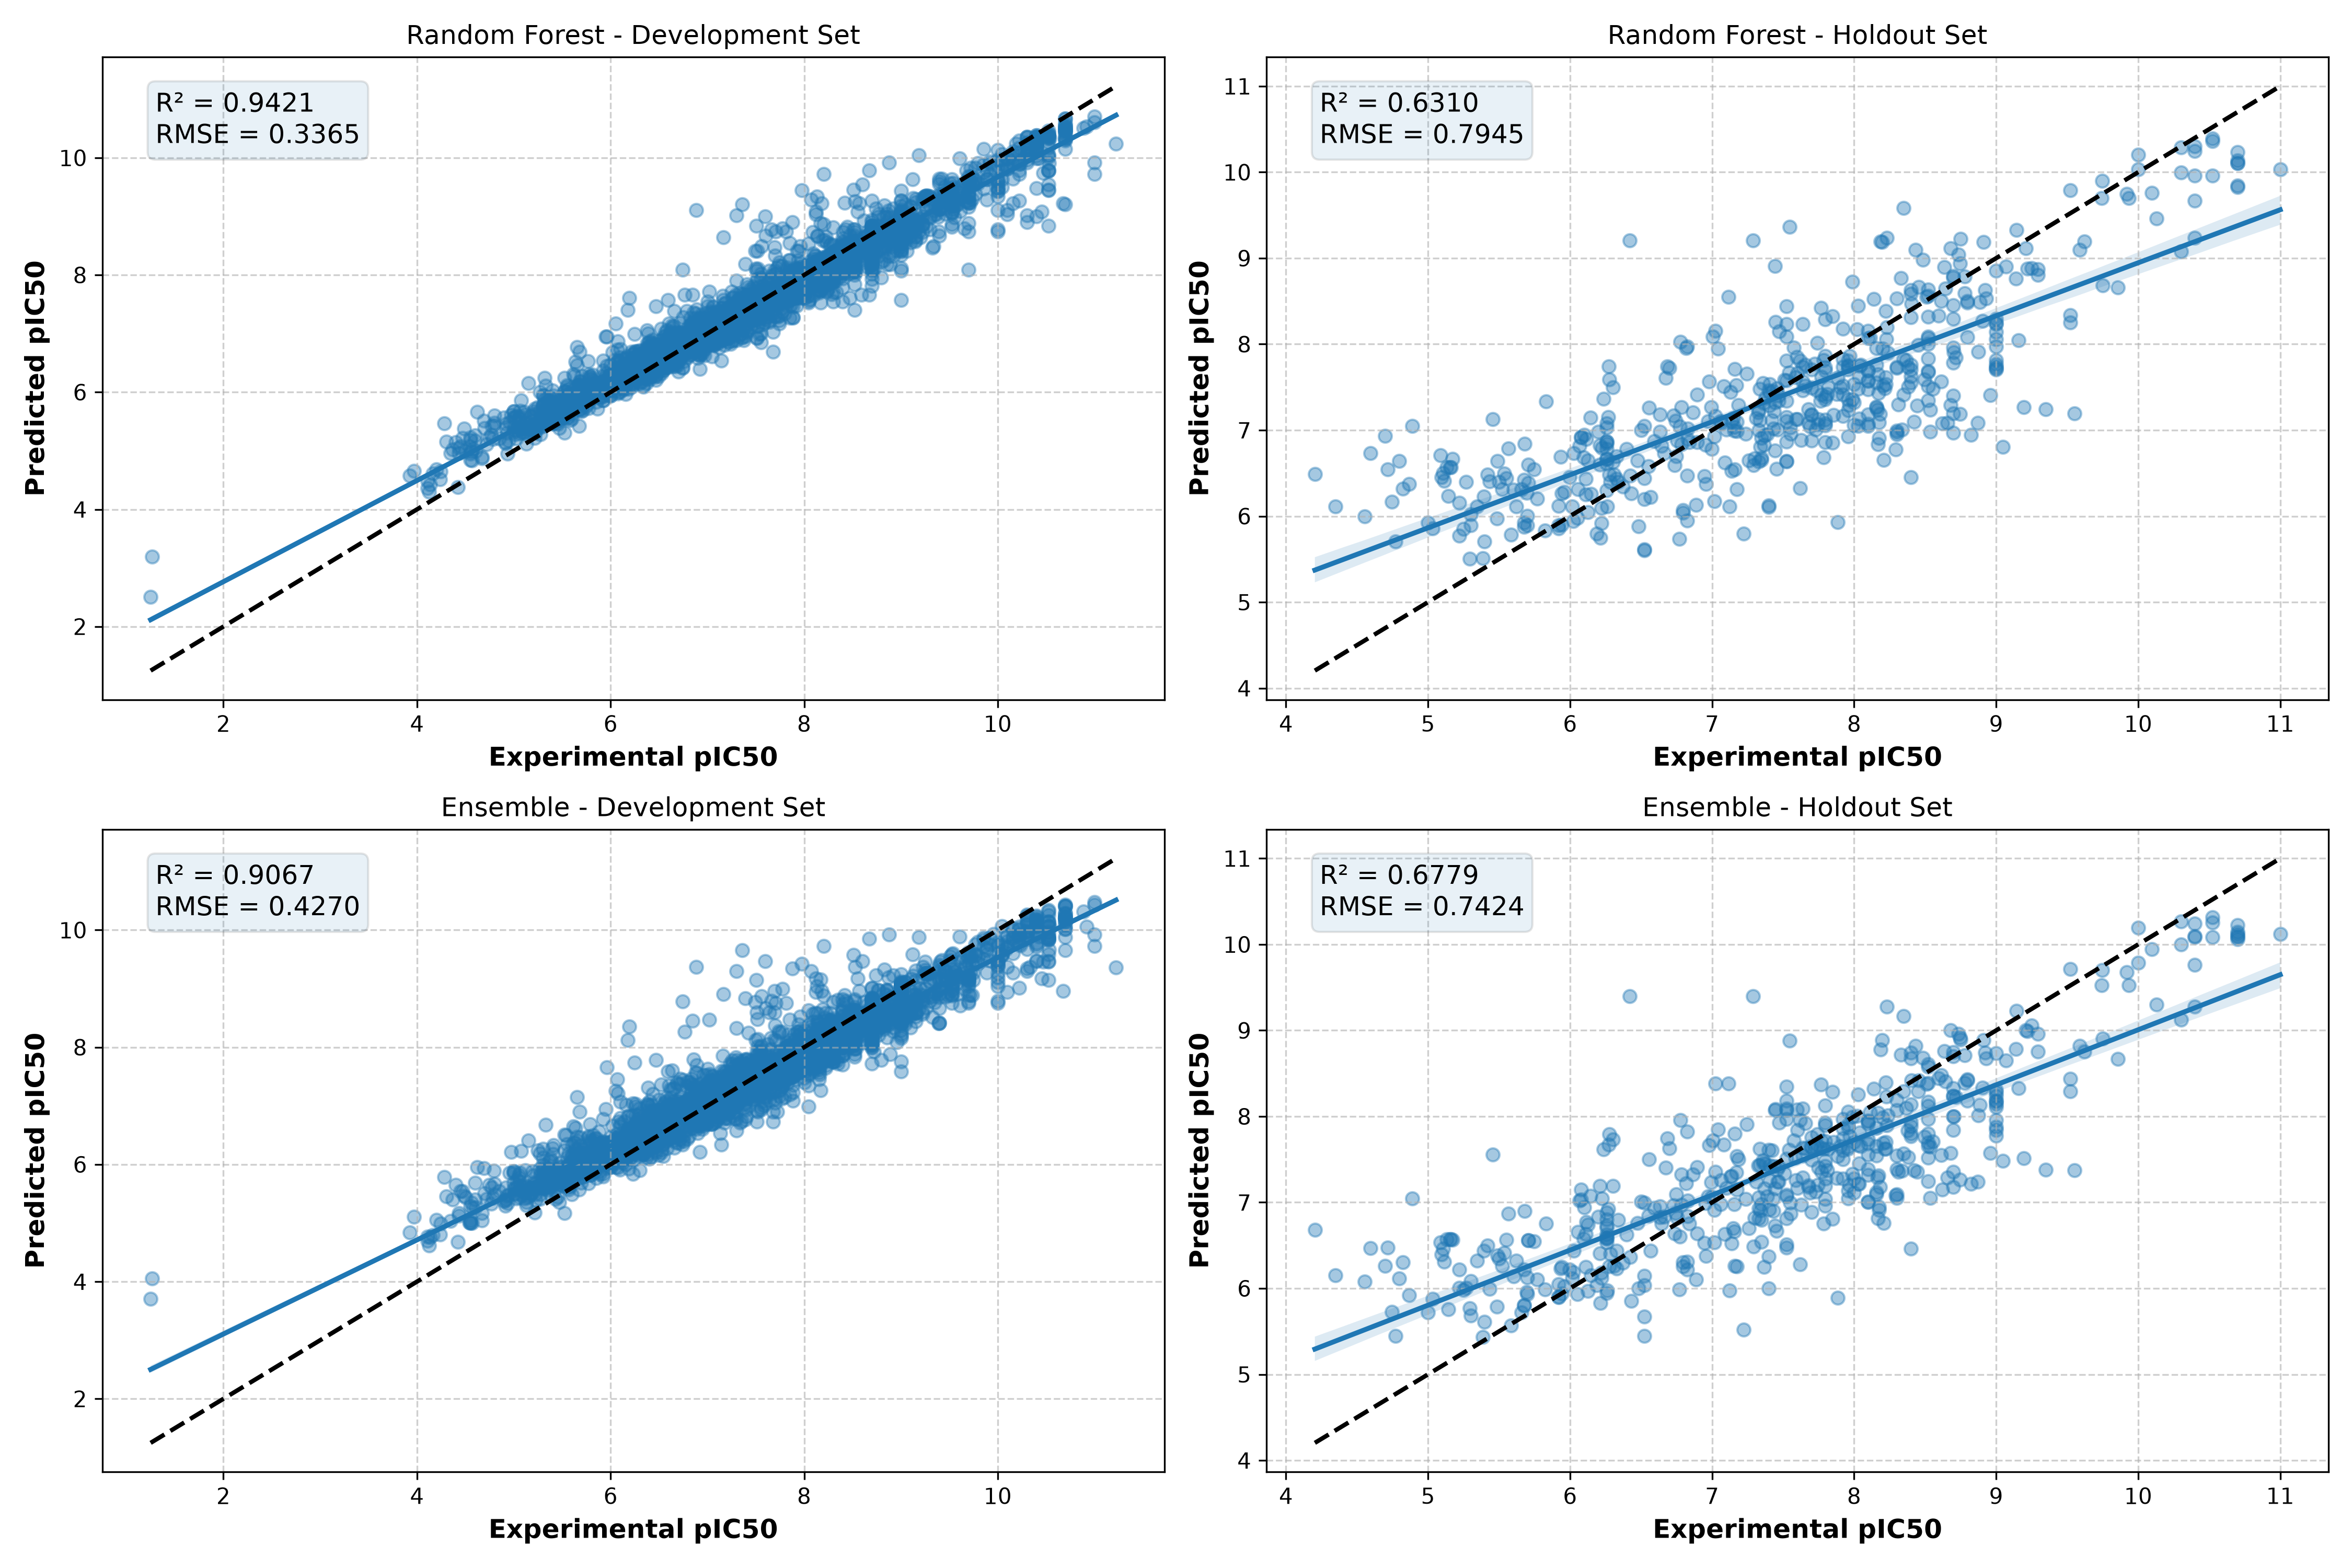 Random Forest - Development Set
R² = 0.9421
RMSE = 0.3365
10
8
6
4
2
2 4 6 8 10
Predicted pIC50
Experimental pIC50
Random Forest - Holdout Set
R² = 0.6310
RMSE = 0.7945
11
10
9
8
7
6
5
4
4 5 6 7 8 9 10 11
Predicted pIC50
Experimental pIC50
Ensemble - Development Set
R² = 0.9067
RMSE = 0.4270
10
8
6
4
2
2 4 6 8 10
Predicted pIC50
Experimental pIC50
Ensemble - Holdout Set
R² = 0.6779
RMSE = 0.7424
11
10
9
8
7
6
5
4
4 5 6 7 8 9 10 11
Predicted pIC50
Experimental pIC50